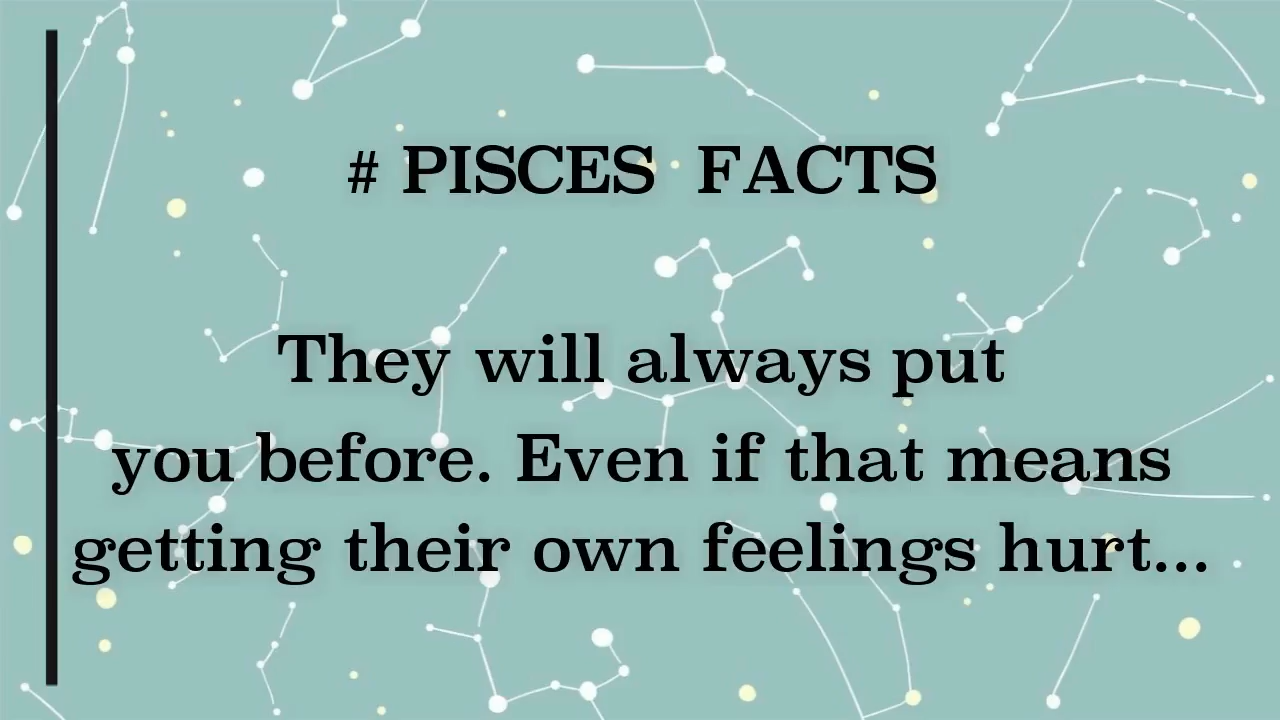 # PISCES FACTS
They will always put
you before. Even if that means
getting their own feelings hurt...